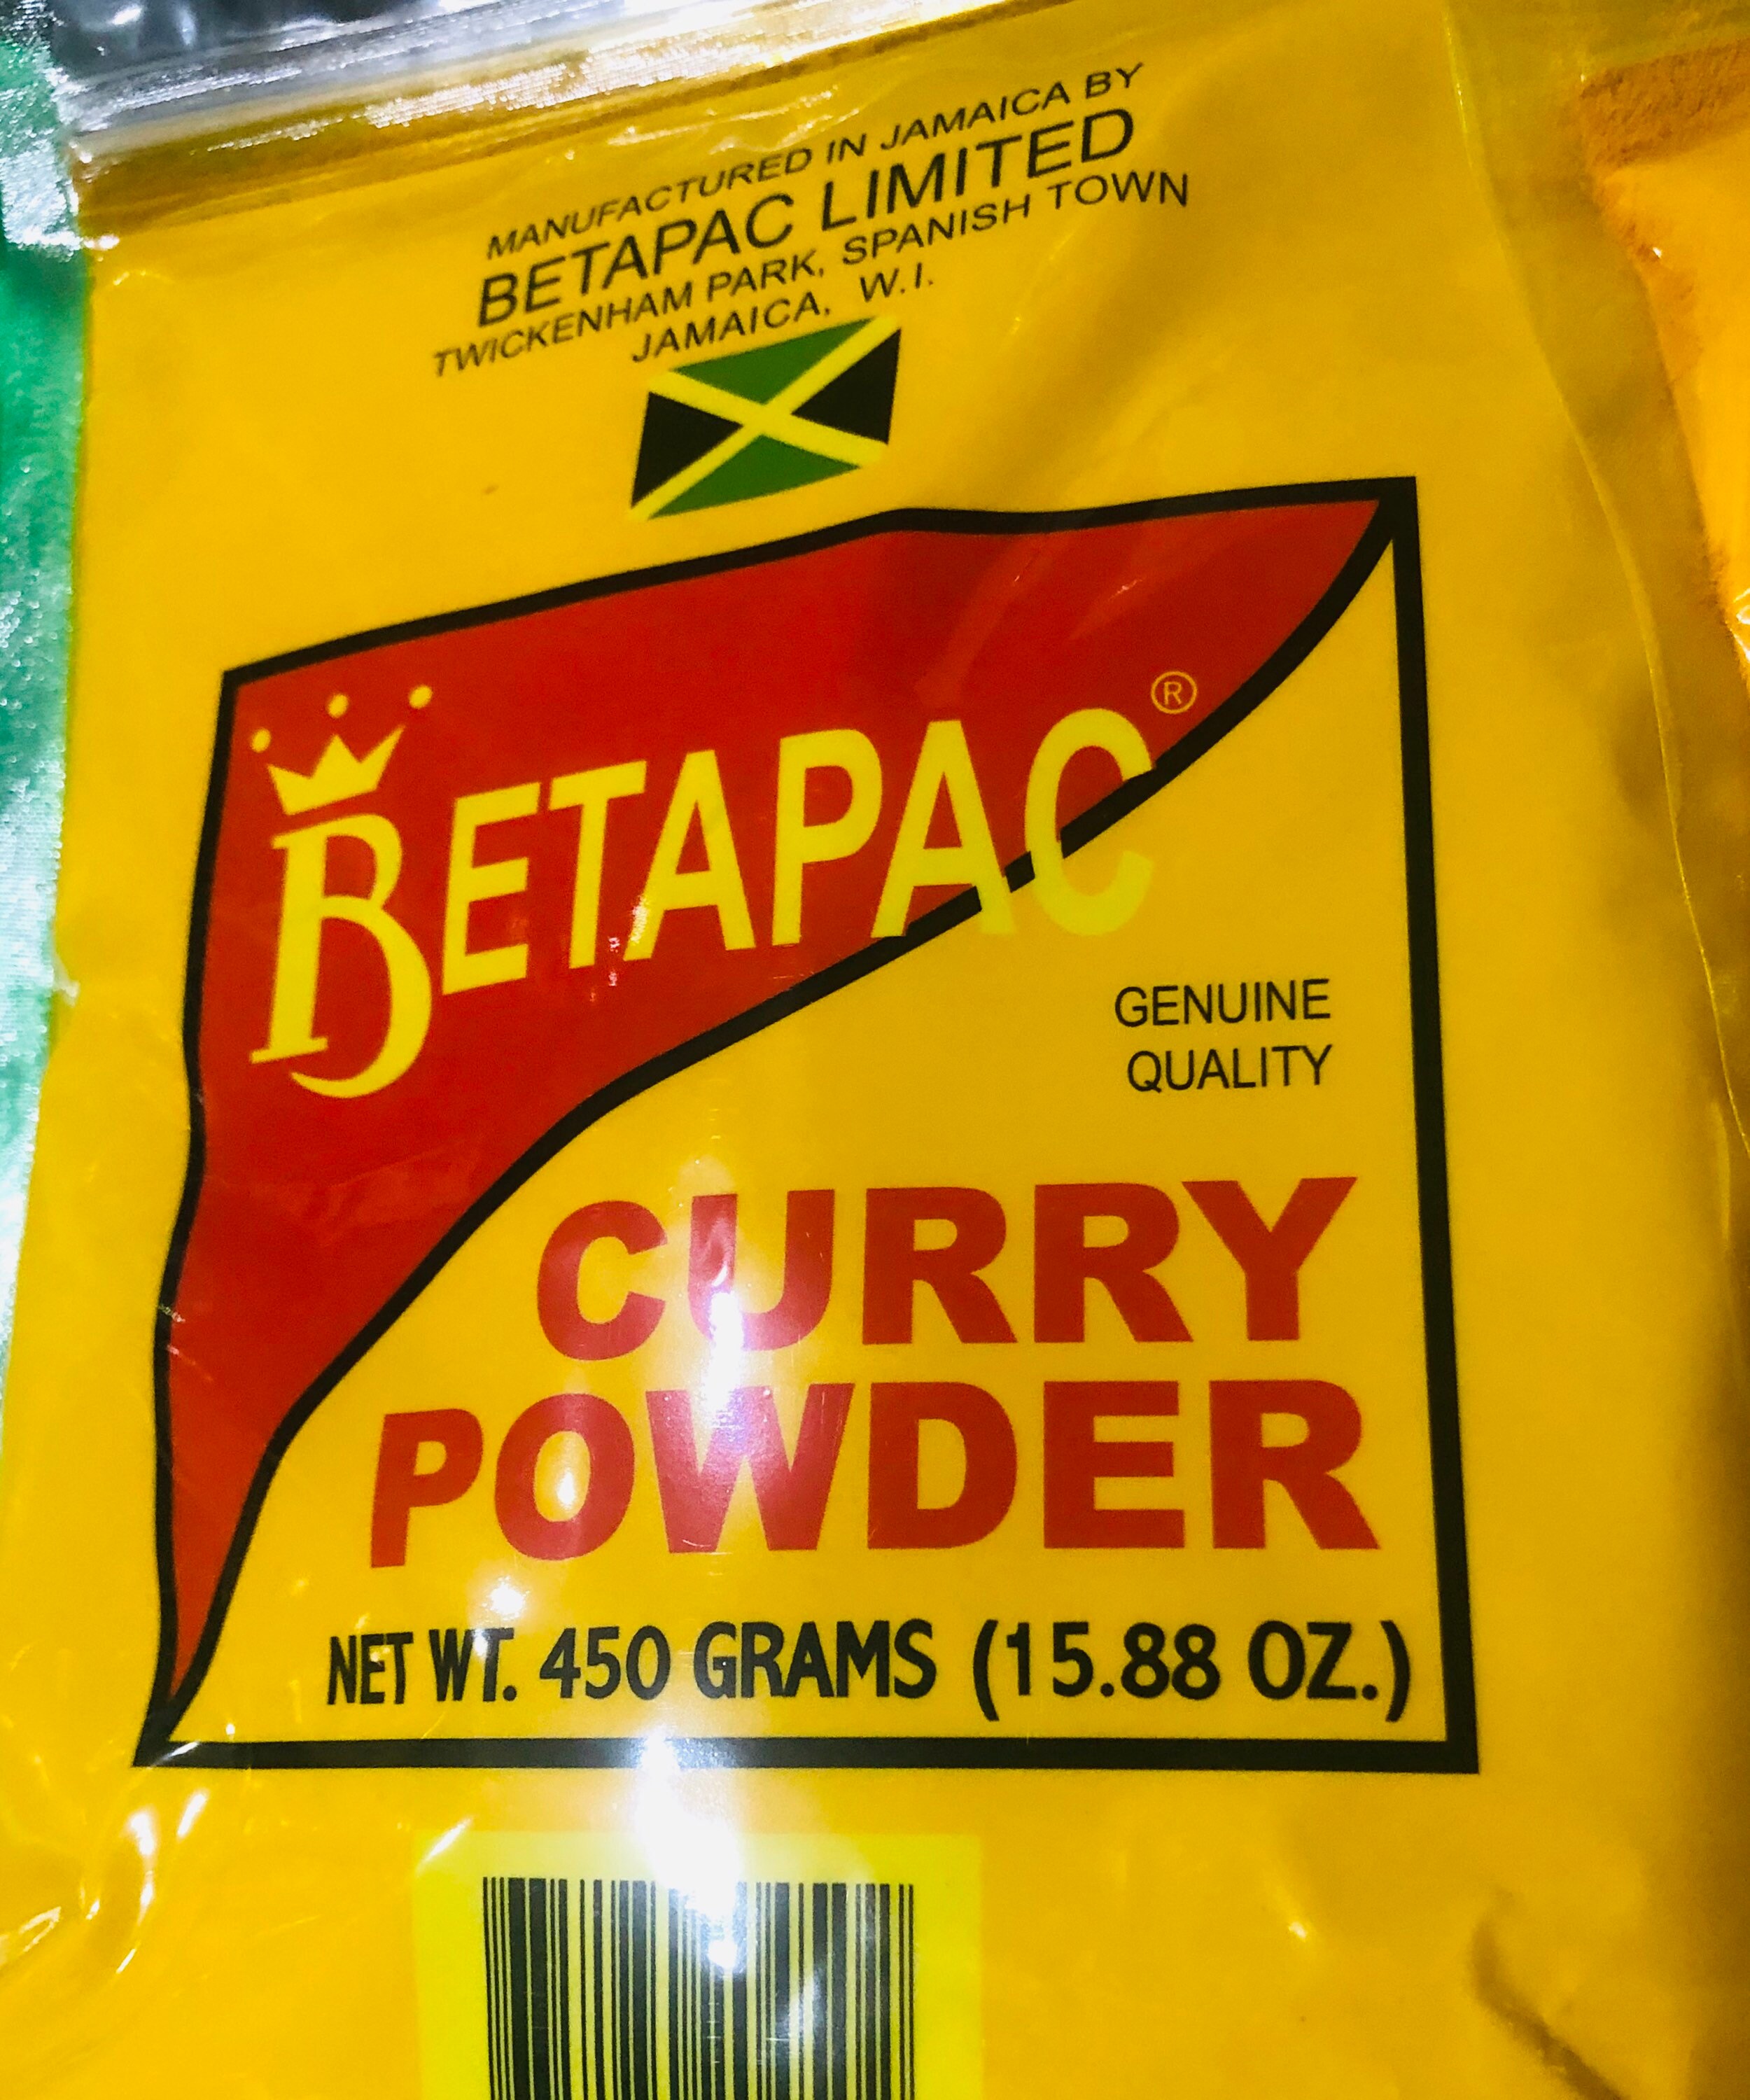 MANUFACTURED IN JAMAICA BY
BETAPAC LIMITED
TWICKENHAM PARK, SPANISH TOWN
JAMAICA, W.I.
BETAPAC®
GENUINE
QUALITY
CURRY
POWDER
NET WT. 450 GRAMS (15.88 OZ.)